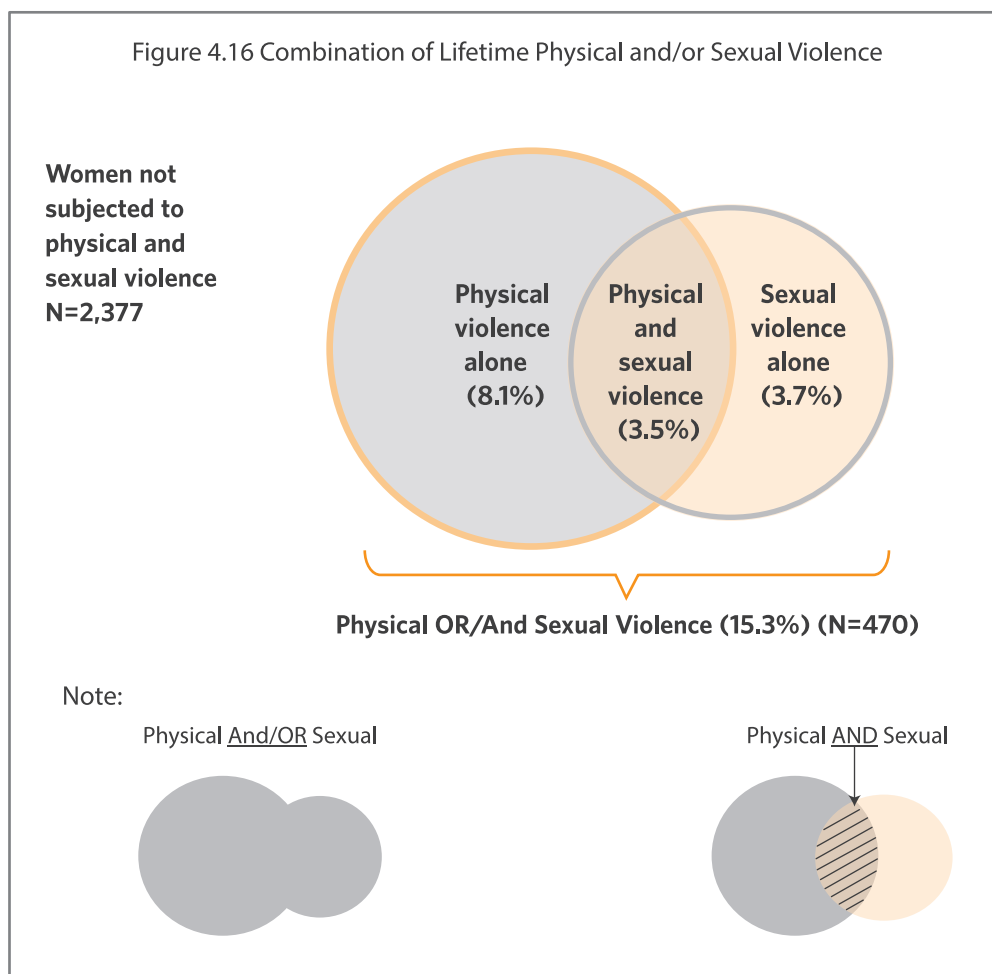 Figure 4.16 Combination of Lifetime Physical and/or Sexual Violence
Women not
subjected to
physical and
sexual violence
N=2,377
Physical
violence
alone
(8.1%)
Physical
and
sexual
violence
(3.5%)
Sexual
violence
alone
(3.7%)
Physical OR/And Sexual Violence (15.3%) (N=470)
Note:
Physical And/OR Sexual
Physical AND Sexual